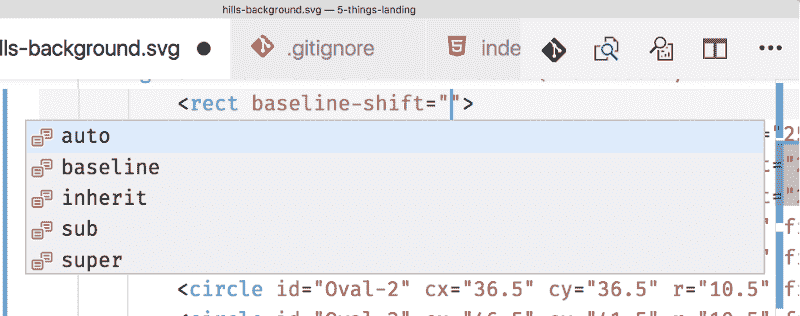 hills-background.svg — 5-things-landing
lls-background.svg .gitignore inde
<rect baseline-shift="">
auto
baseline
inherit
sub
super
<circle id="Oval-2" cx="36.5" cy="36.5" r="10.5" fi